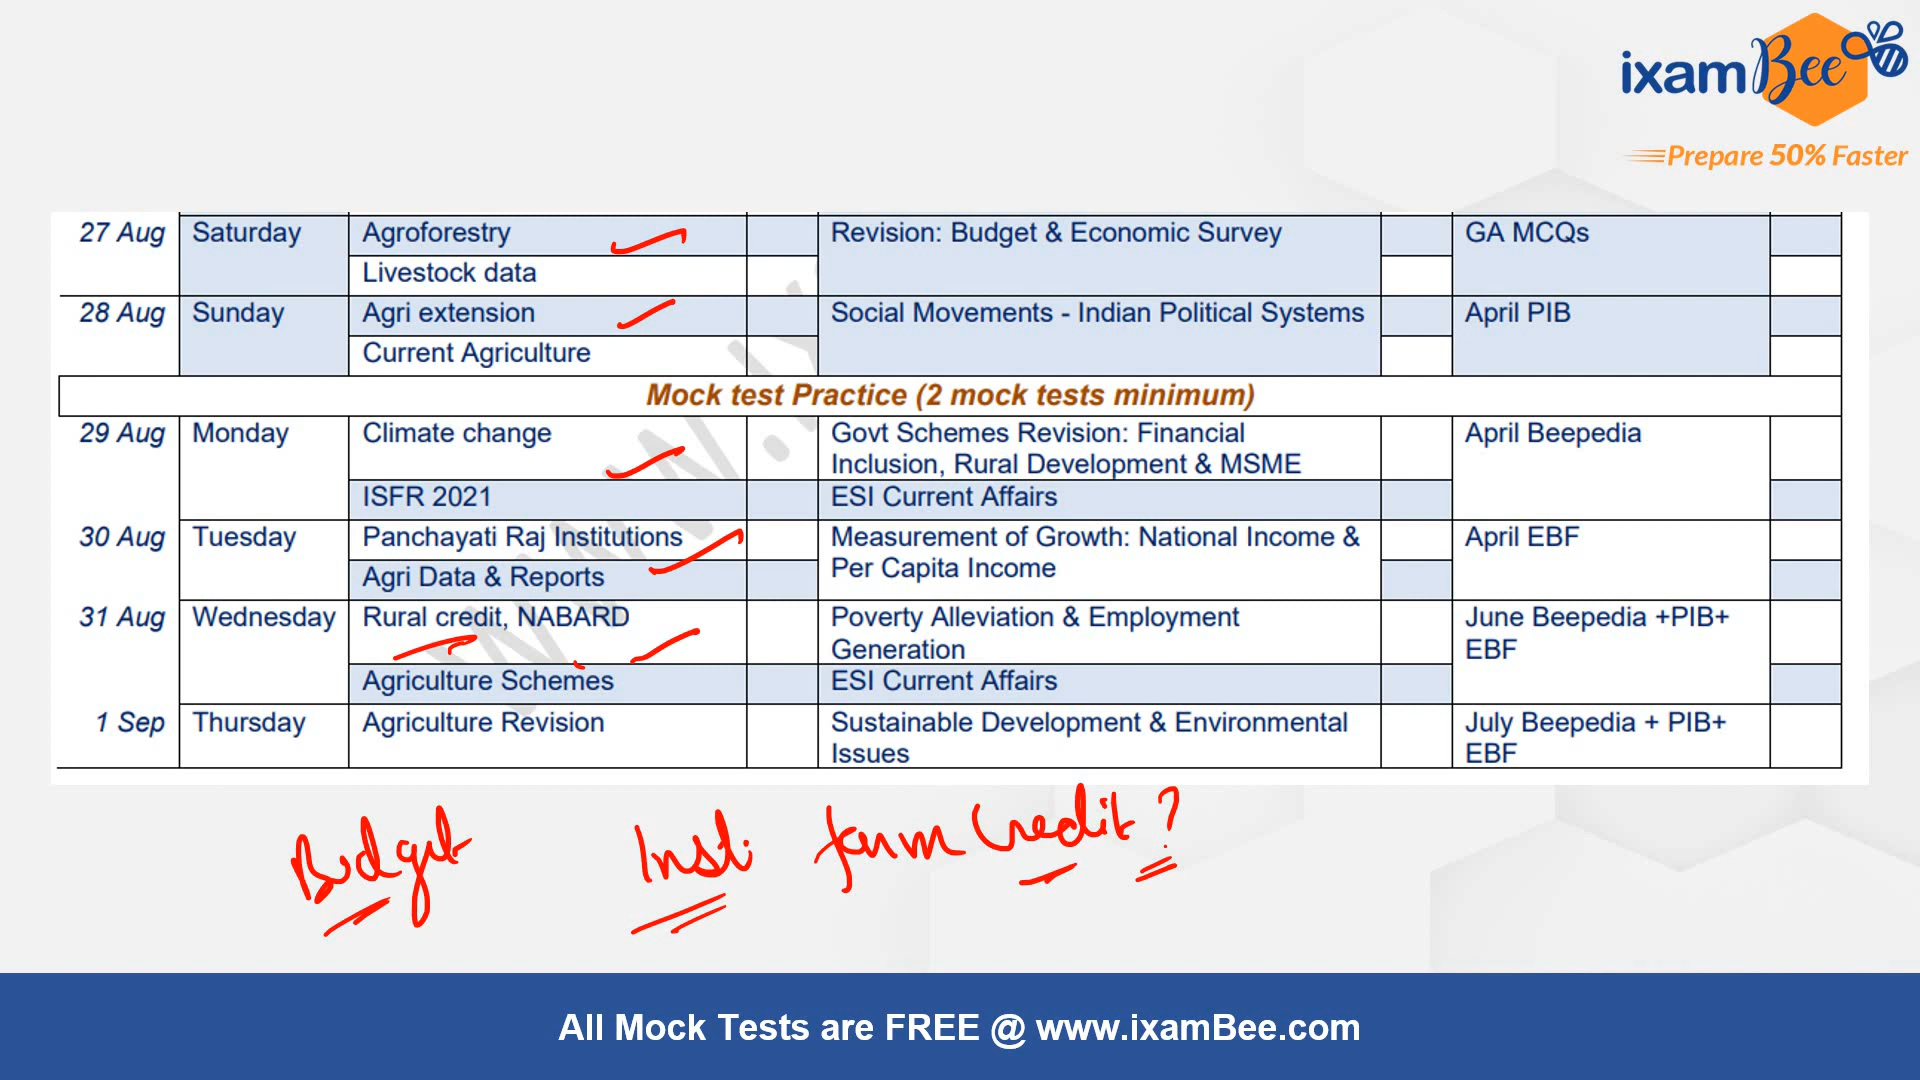 ixamBee
Prepare 50% Faster
27 Aug Saturday Agroforestry Revision: Budget & Economic Survey GA MCQs
Livestock data
28 Aug Sunday Agri extension Social Movements - Indian Political Systems April PIB
Current Agriculture
Mock test Practice (2 mock tests minimum)
29 Aug Monday Climate change Govt Schemes Revision: Financial April Beepedia
Inclusion, Rural Development & MSME
ISFR 2021 ESI Current Affairs
30 Aug Tuesday Panchayati Raj Institutions Measurement of Growth: National Income & April EBF
Per Capita Income
Agri Data & Reports
31 Aug Wednesday Rural credit, NABARD Poverty Alleviation & Employment June Beepedia +PIB+
Generation EBF
Agriculture Schemes ESI Current Affairs
1 Sep Thursday Agriculture Revision Sustainable Development & Environmental July Beepedia + PIB+
Issues EBF
Budget Insti farm Credit ?
All Mock Tests are FREE @ www.ixamBee.com